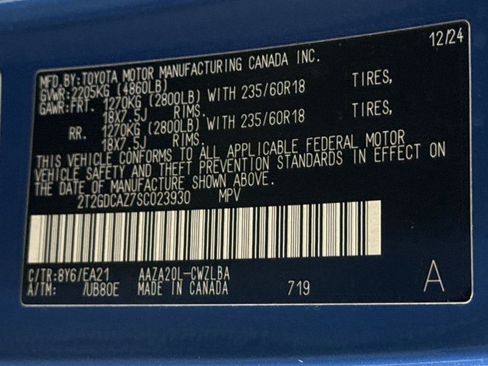 12/24
MFD.BY:TOYOTA MOTOR MANUFACTURING CANADA INC.
GVWR:2205KG (4860LB)
GAWR:FRT. 1270KG (2800LB) WITH 235/60R18 TIRES,
18X7.5J RIMS.
RR. 1270KG (2800LB) WITH 235/60R18 TIRES,
18X7.5J RIMS.
THIS VEHICLE CONFORMS TO ALL APPLICABLE FEDERAL MOTOR
VEHICLE SAFETY AND THEFT PREVENTION STANDARDS IN EFFECT ON
THE DATE OF MANUFACTURE SHOWN ABOVE.
2T2GDCAZ7SC023930 MPV
C/TR:8Y6/EA21 AAZA20L-CWZLBA
A/TM: /UB80E MADE IN CANADA 719 A